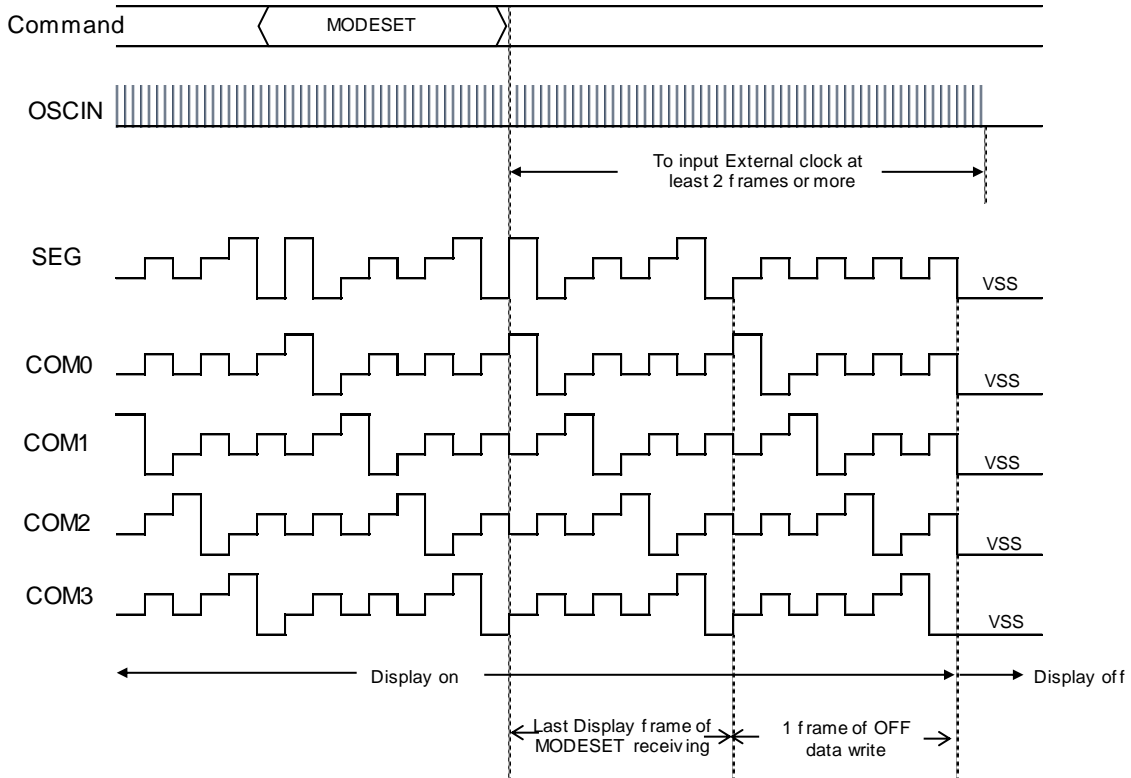 Command
MODESET
OSCIN
To input External clock at
least 2 frames or more
SEG
VSS
COM0
VSS
COM1
VSS
COM2
VSS
COM3
VSS
Display on
Display off
Last Display frame of
MODESET receiving
1 frame of OFF
data write